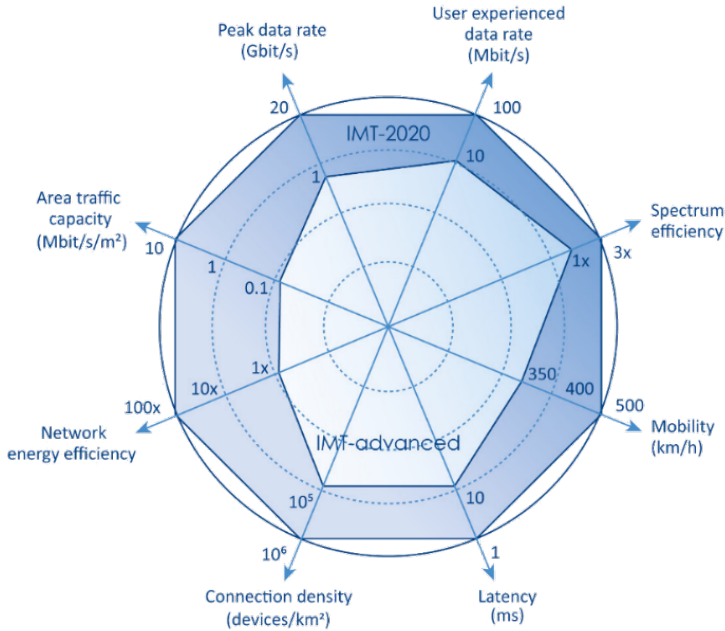 Peak data rate
(Gbit/s)
User experienced
data rate
(Mbit/s)
20
100
IMT-2020
1
10
Area traffic
capacity
(Mbit/s/m²)
Spectrum
efficiency
10
1
0.1
1x
3x
1x
10x
100x
350
400
500
Network
energy efficiency
Mobility
(km/h)
IMT-advanced
10⁵
10
10⁶
1
Connection density
(devices/km²)
Latency
(ms)